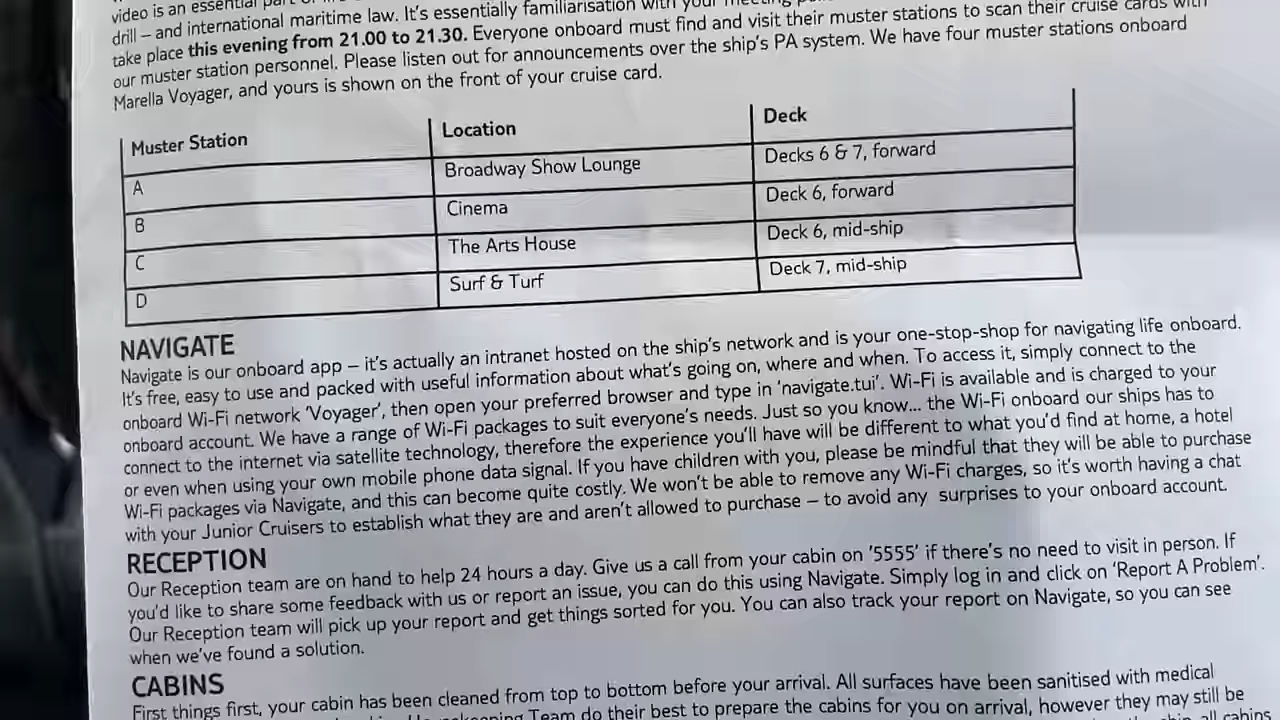 video is an essential part
drill – and international maritime law. It's essentially familiarisation with your meeting
take place this evening from 21.00 to 21.30. Everyone onboard must find and visit their muster stations to scan their cruise cards with
our muster station personnel. Please listen out for announcements over the ship's PA system. We have four muster stations onboard
Marella Voyager, and yours is shown on the front of your cruise card.
Muster Station Location Deck
A Broadway Show Lounge Decks 6 & 7, forward
B Cinema Deck 6, forward
C The Arts House Deck 6, mid-ship
D Surf & Turf Deck 7, mid-ship
NAVIGATE
Navigate is our onboard app – it's actually an intranet hosted on the ship's network and is your one-stop-shop for navigating life onboard.
It's free, easy to use and packed with useful information about what's going on, where and when. To access it, simply connect to the
onboard Wi-Fi network 'Voyager', then open your preferred browser and type in 'navigate.tui'. Wi-Fi is available and is charged to your
onboard account. We have a range of Wi-Fi packages to suit everyone's needs. Just so you know... the Wi-Fi onboard our ships has to
connect to the internet via satellite technology, therefore the experience you'll have will be different to what you'd find at home, a hotel
or even when using your own mobile phone data signal. If you have children with you, please be mindful that they will be able to purchase
Wi-Fi packages via Navigate, and this can become quite costly. We won't be able to remove any Wi-Fi charges, so it's worth having a chat
with your Junior Cruisers to establish what they are and aren't allowed to purchase – to avoid any surprises to your onboard account.
RECEPTION
Our Reception team are on hand to help 24 hours a day. Give us a call from your cabin on '5555' if there's no need to visit in person. If
you'd like to share some feedback with us or report an issue, you can do this using Navigate. Simply log in and click on 'Report A Problem'.
Our Reception team will pick up your report and get things sorted for you. You can also track your report on Navigate, so you can see
when we've found a solution.
CABINS
First things first, your cabin has been cleaned from top to bottom before your arrival. All surfaces have been sanitised with medical
Team do their best to prepare the cabins for you on arrival, however they may still be
all cabins